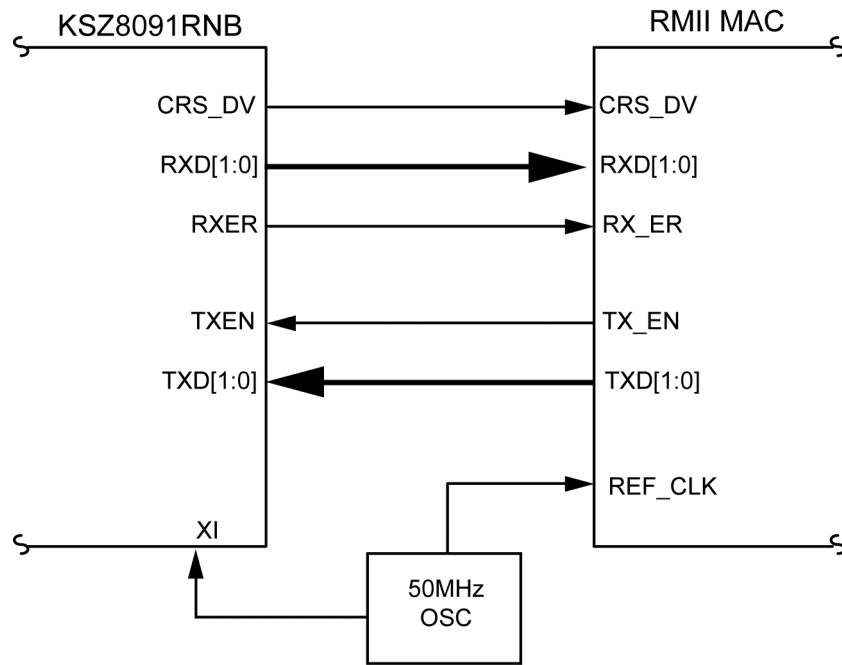 KSZ8091RNB
RMII MAC
CRS_DV
CRS_DV
RXD[1:0]
RXD[1:0]
RXER
RX_ER
TXEN
TX_EN
TXD[1:0]
TXD[1:0]
REF_CLK
XI
50MHz
OSC